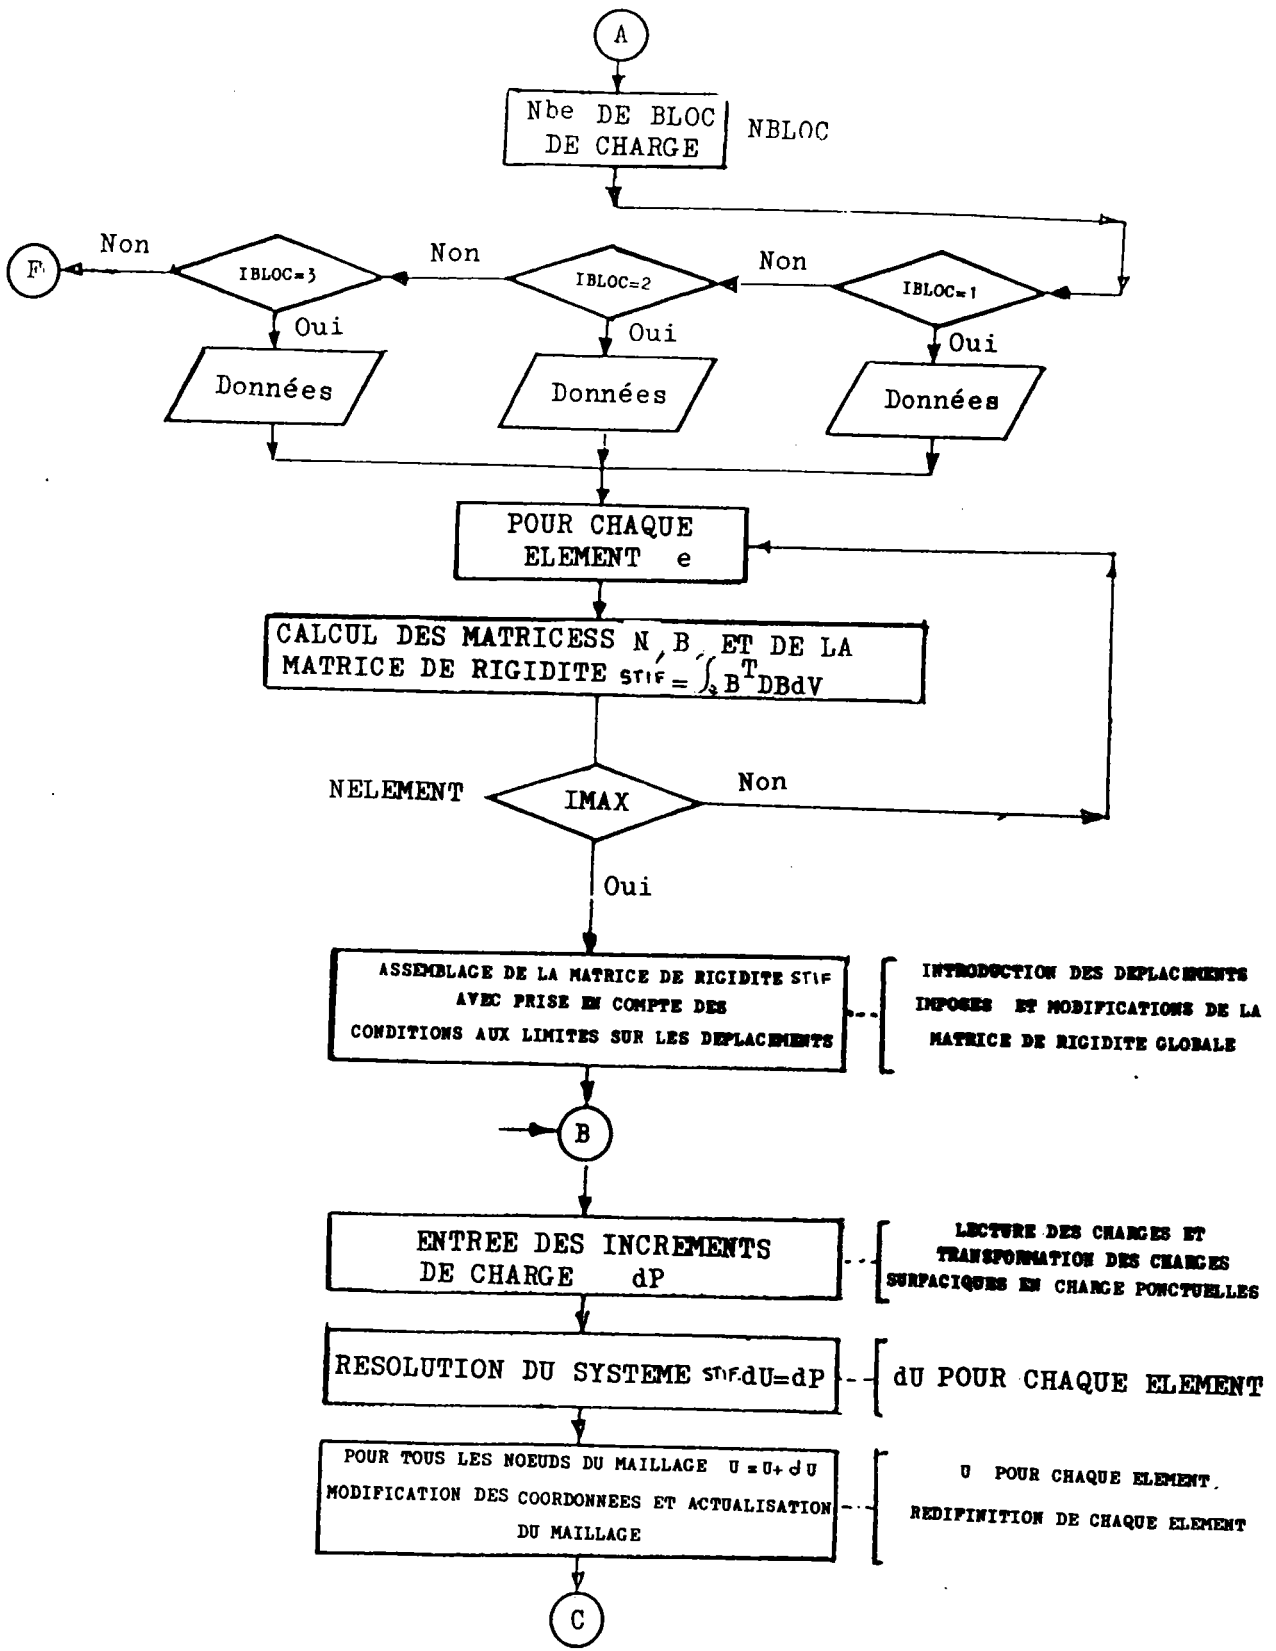 A
Nbe DE BLOC
DE CHARGE
NBLOC
F
Non
IBLOC=3
Non
IBLOC=2
Non
IBLOC=1
Oui
Oui
Oui
Données
Données
Données
POUR CHAQUE
ELEMENT e
CALCUL DES MATRICESS N, B, ET DE LA
MATRICE DE RIGIDITE STIF = ∫ B^T DBdV
NELEMENT
IMAX
Non
Oui
ASSEMBLAGE DE LA MATRICE DE RIGIDITE STIF
AVEC PRISE EN COMPTE DES
CONDITIONS AUX LIMITES SUR LES DEPLACEMENTS
INTRODUCTION DES DEPLACEMENTS
IMPOSES ET MODIFICATIONS DE LA
MATRICE DE RIGIDITE GLOBALE
B
ENTREE DES INCREMENTS
DE CHARGE dP
LECTURE DES CHARGES ET
TRANSFORMATION DES CHARGES
SURFACIQUES EN CHARGE PONCTUELLES
RESOLUTION DU SYSTEME STIF.dU=dP
dU POUR CHAQUE ELEMENT
POUR TOUS LES NOEUDS DU MAILLAGE U = U+ dU
MODIFICATION DES COORDONNEES ET ACTUALISATION
DU MAILLAGE
U POUR CHAQUE ELEMENT.
REDIFINITION DE CHAQUE ELEMENT
C